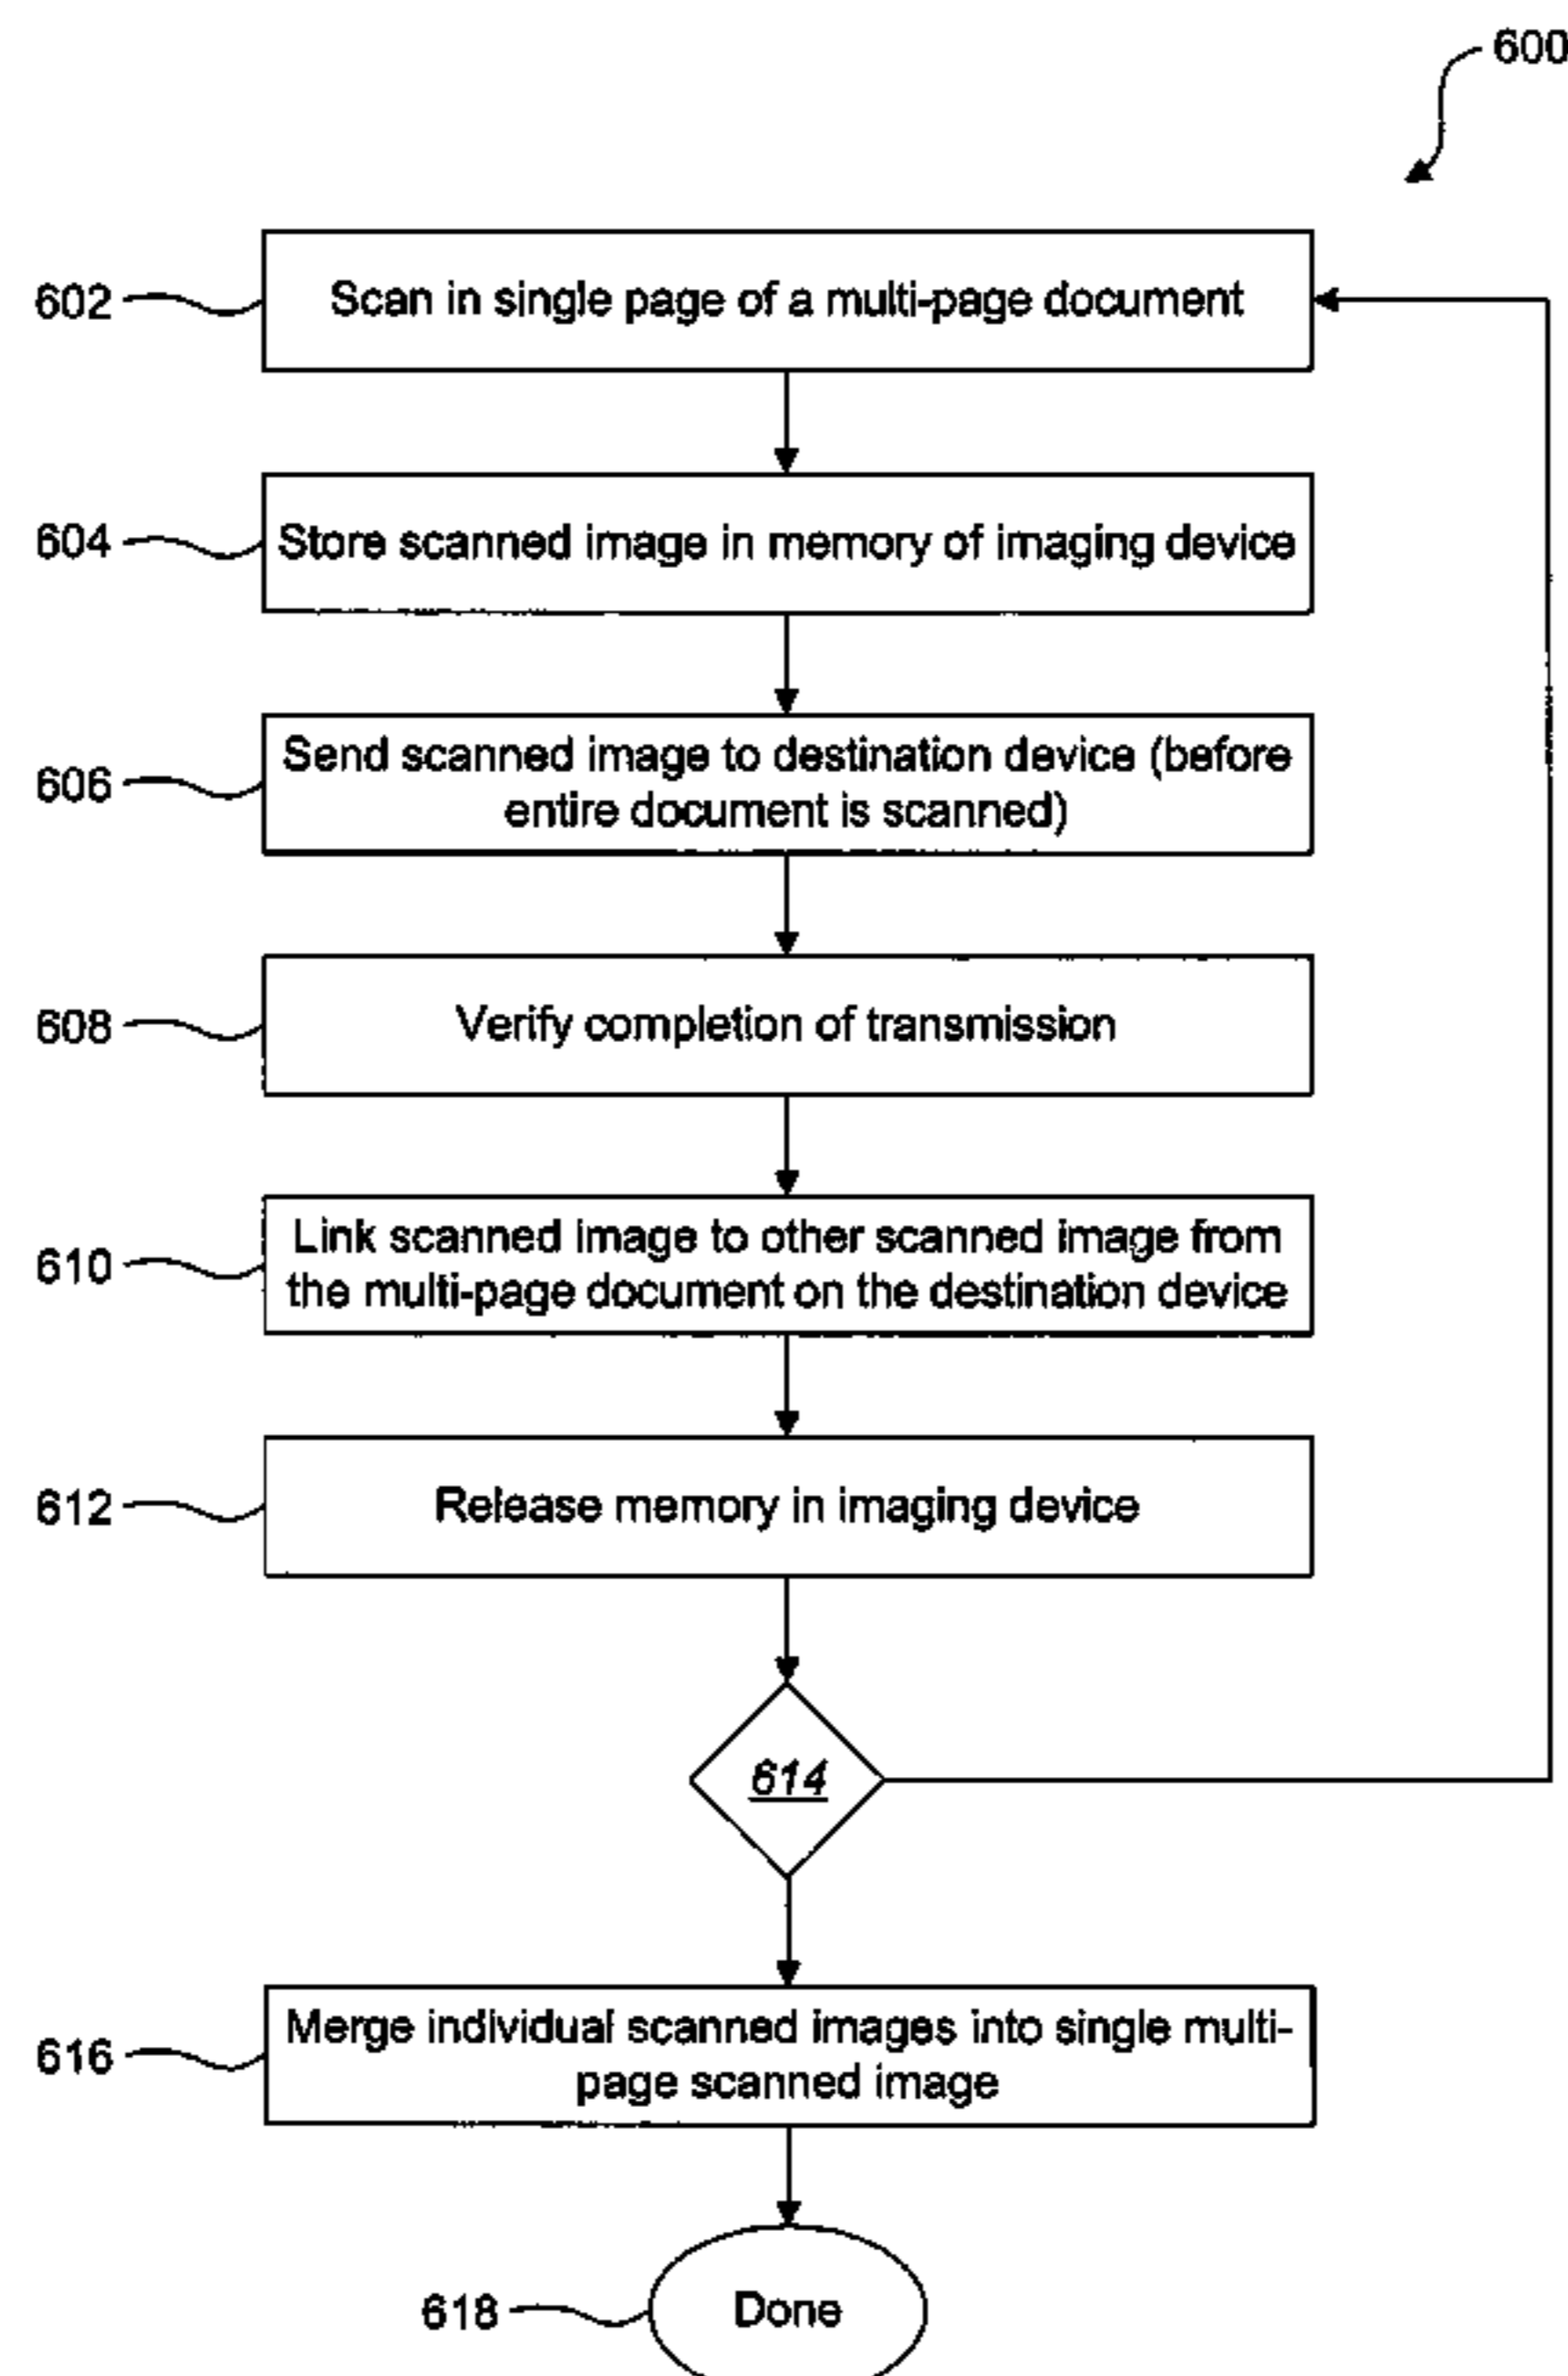 600
602
Scan in single page of a multi-page document
604
Store scanned image in memory of imaging device
606
Send scanned image to destination device (before
entire document is scanned)
608
Verify completion of transmission
610
Link scanned image to other scanned image from
the multi-page document on the destination device
612
Release memory in imaging device
614
616
Merge individual scanned images into single multi-
page scanned image
618
Done